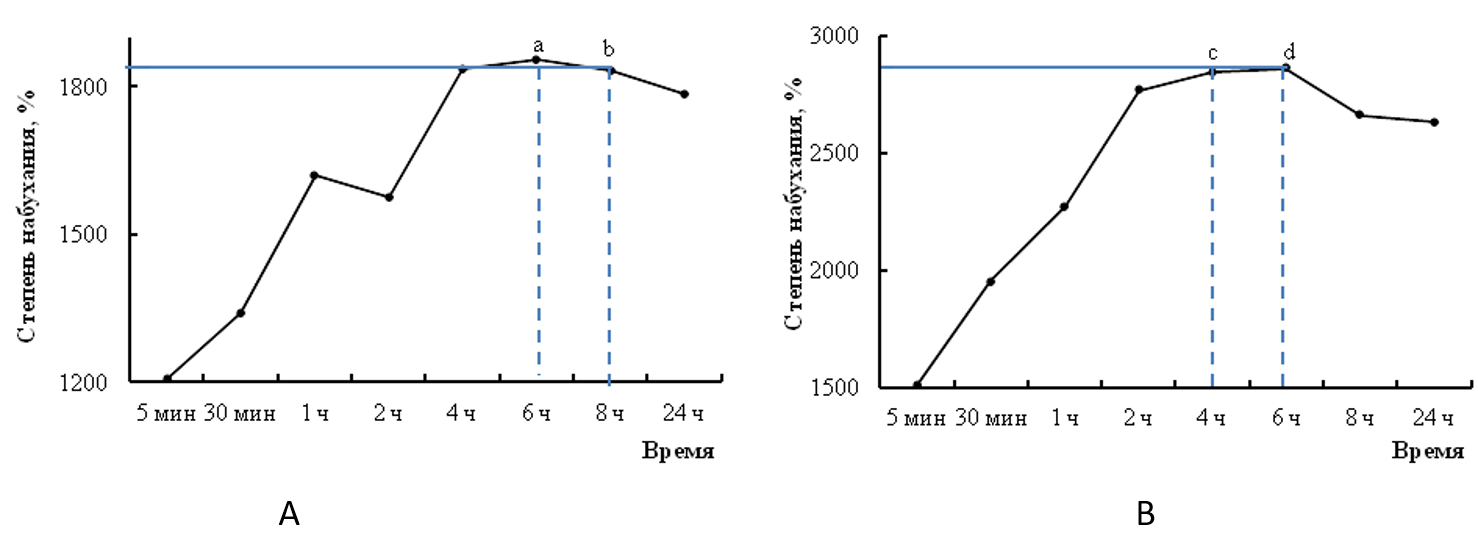 Степень набухания, %
1800
1500
1200
a
b
5 мин 30 мин 1 ч 2 ч 4 ч 6 ч 8 ч 24 ч
Время
A
Степень набухания, %
3000
2500
2000
1500
c
d
5 мин 30 мин 1 ч 2 ч 4 ч 6 ч 8 ч 24 ч
Время
B